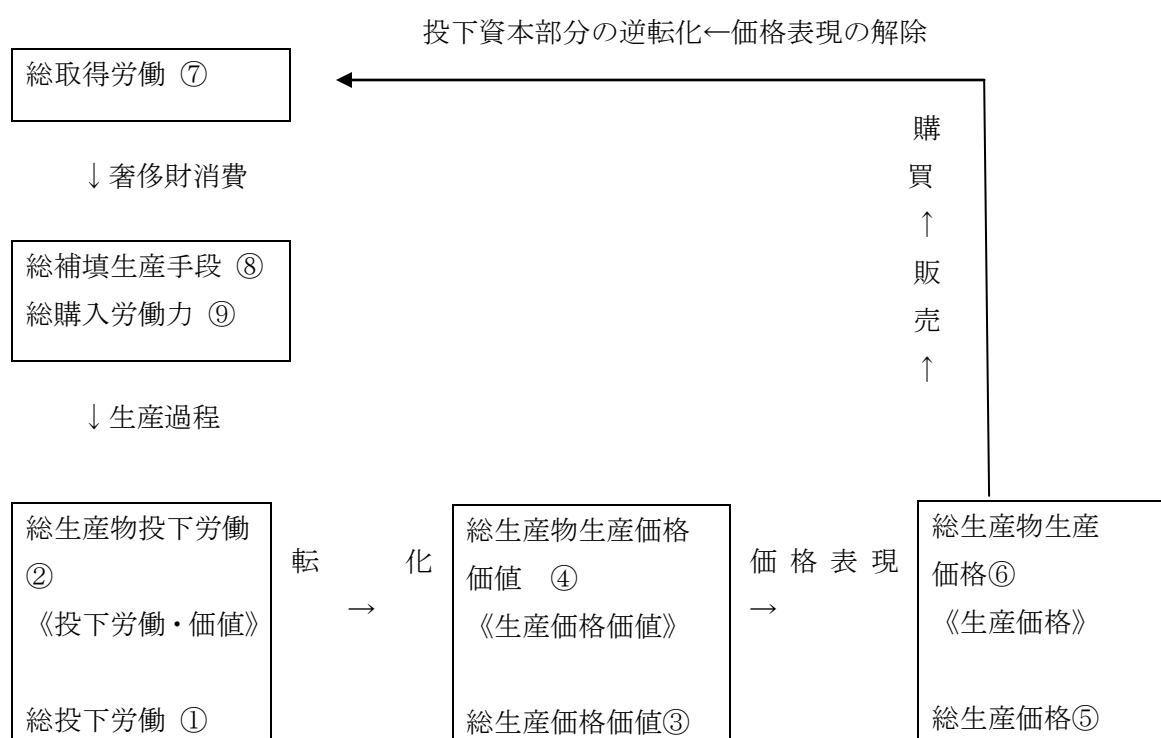 投下資本部分の逆転化←価格表現の解除
総取得労働 ⑦
購
買
↑
販
売
↑
↓奢侈財消費
総補填生産手段 ⑧
総購入労働力 ⑨
↓生産過程
総生産物投下労働
②
《投下労働・価値》
総投下労働 ①
転 化
→
総生産物生産価格
価値 ④
《生産価格価値》
総生産価格価値③
価格表現
→
総生産物生産
価格⑥
《生産価格》
総生産価格⑤